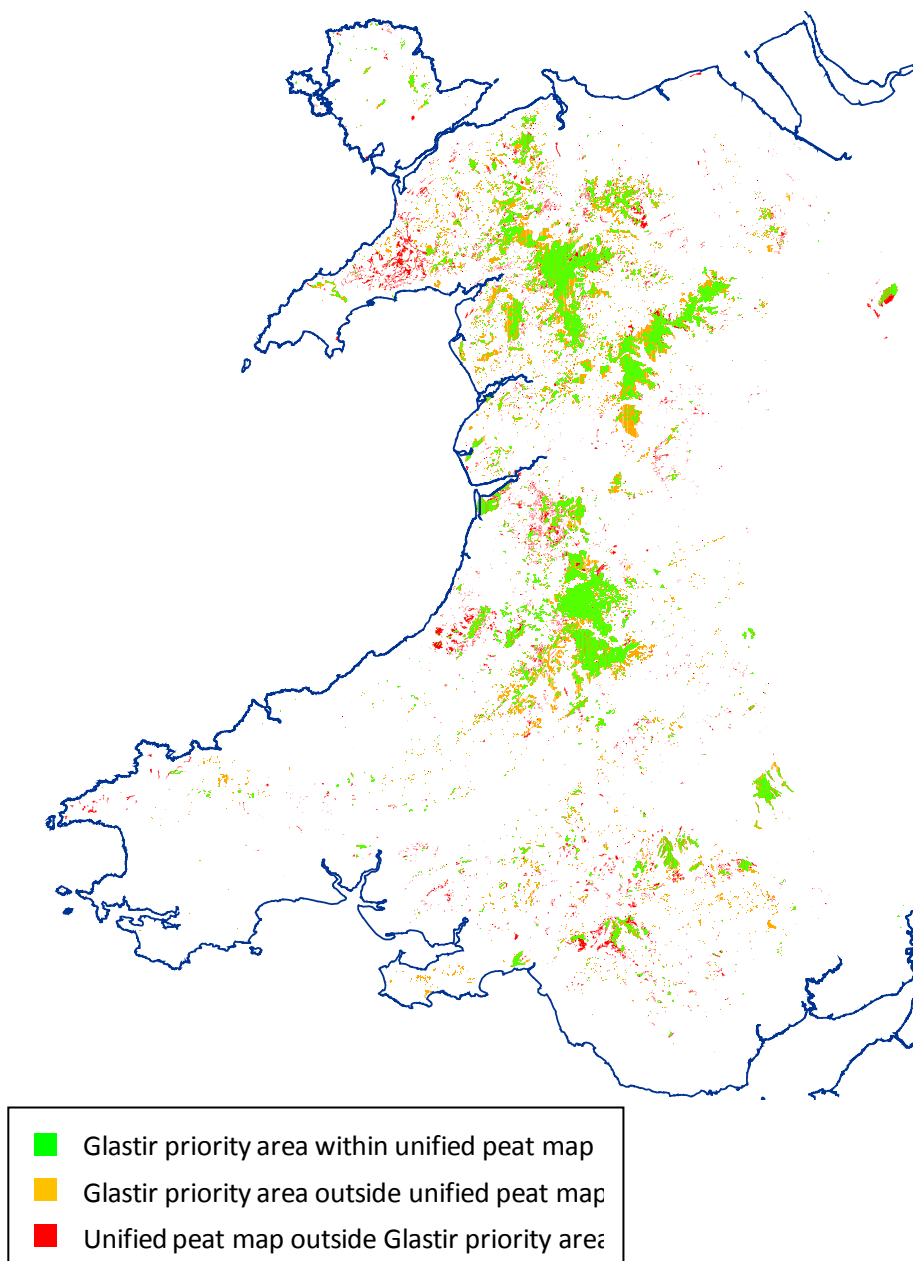 Glastir priority area within unified peat map
Glastir priority area outside unified peat map
Unified peat map outside Glastir priority area